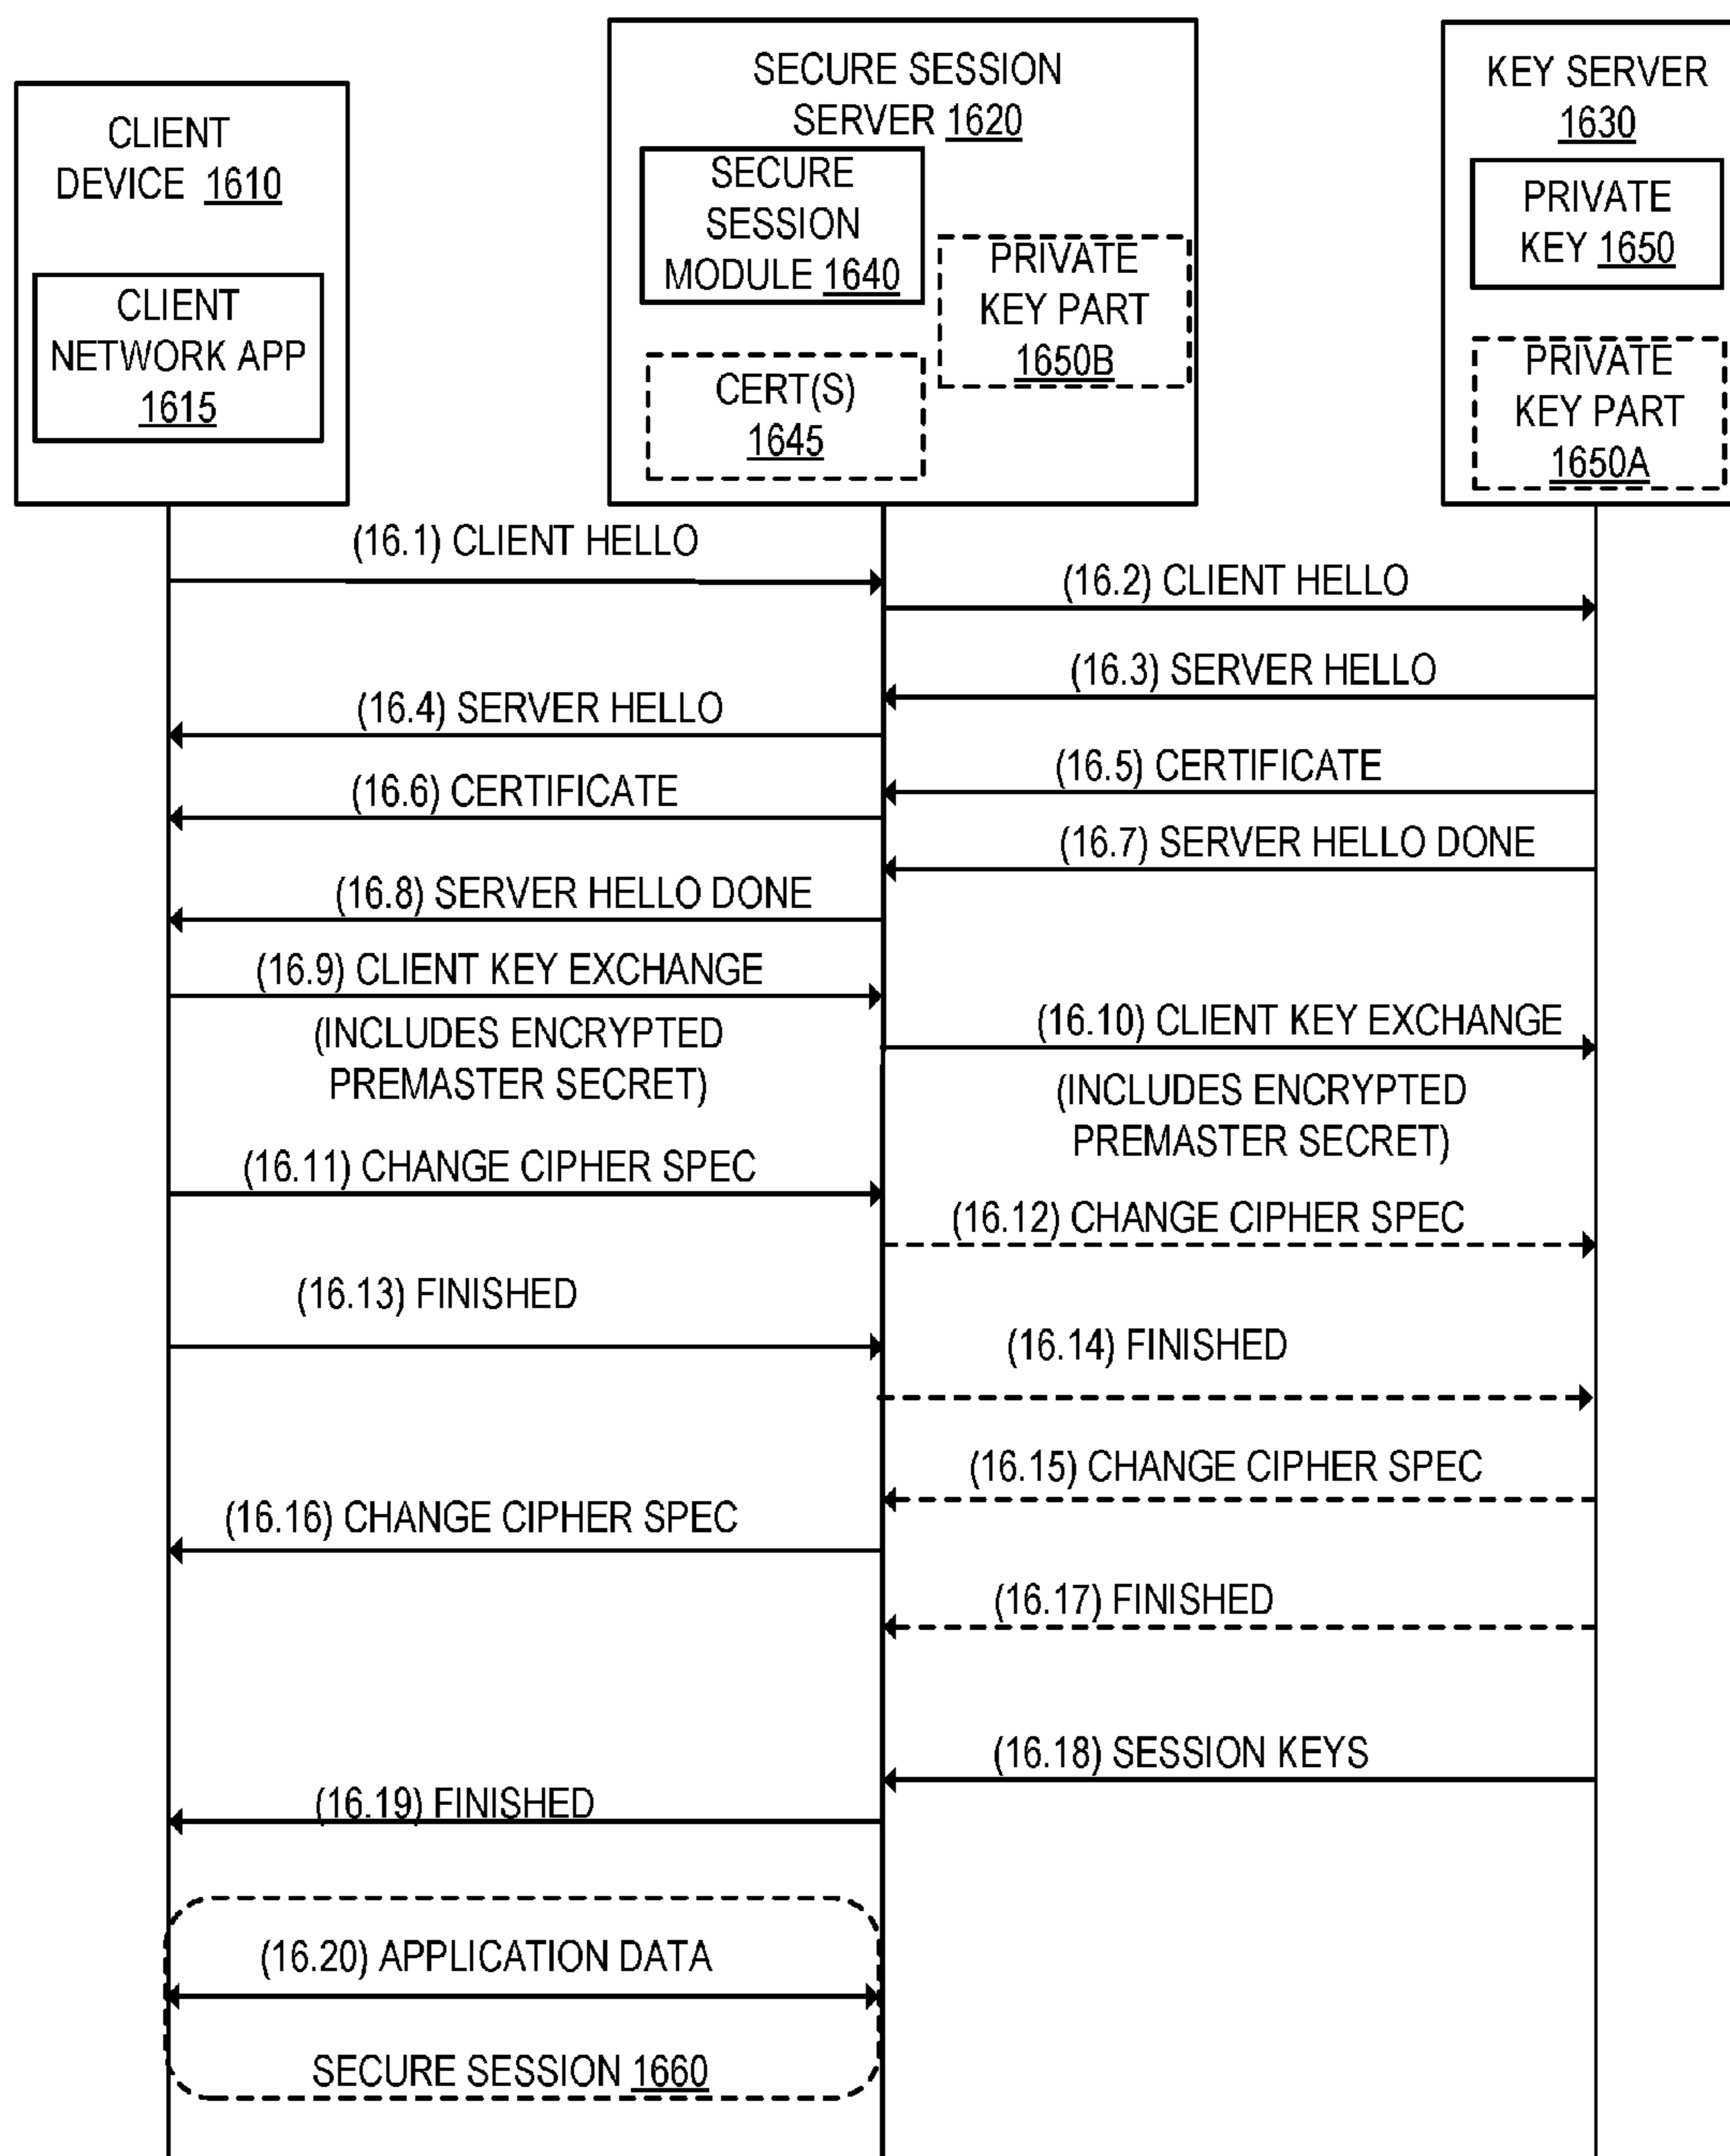 CLIENT
DEVICE 1610
CLIENT
NETWORK APP
1615
SECURE SESSION
SERVER 1620
SECURE
SESSION
MODULE 1640
PRIVATE
KEY PART
1650B
CERT(S)
1645
KEY SERVER
1630
PRIVATE
KEY 1650
PRIVATE
KEY PART
1650A
(16.1) CLIENT HELLO
(16.2) CLIENT HELLO
(16.3) SERVER HELLO
(16.4) SERVER HELLO
(16.5) CERTIFICATE
(16.6) CERTIFICATE
(16.7) SERVER HELLO DONE
(16.8) SERVER HELLO DONE
(16.9) CLIENT KEY EXCHANGE
(INCLUDES ENCRYPTED
PREMASTER SECRET)
(16.10) CLIENT KEY EXCHANGE
(INCLUDES ENCRYPTED
PREMASTER SECRET)
(16.11) CHANGE CIPHER SPEC
(16.12) CHANGE CIPHER SPEC
(16.13) FINISHED
(16.14) FINISHED
(16.15) CHANGE CIPHER SPEC
(16.16) CHANGE CIPHER SPEC
(16.17) FINISHED
(16.18) SESSION KEYS
(16.19) FINISHED
(16.20) APPLICATION DATA
SECURE SESSION 1660